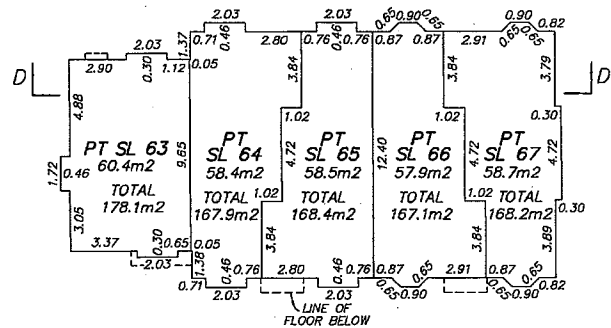 2.03 2.03 0.65 0.90 0.65 0.90 0.82
2.03 1.37 0.71 0.46 2.80 0.76 0.46 0.76 0.87 0.87 2.91 0.65 0.65
2.90 0.30 1.12 0.05 3.84 3.84 3.79
D D
4.88 1.02 1.02 0.30
PT SL 63
60.4m2
TOTAL
178.1m2
1.72 0.46
3.05
9.65
PT
SL 64
58.4m2
TOTAL
167.9m2
4.72
1.02
PT
SL 65
58.5m2
TOTAL
168.4m2
12.40
PT
SL 66
57.9m2
TOTAL
167.1m2
4.72
1.02
PT
SL 67
58.7m2
TOTAL
168.2m2
4.72
0.30
3.84 3.84 3.89
3.37 0.30 0.65 0.05
2.03 1.38 0.46 0.76 2.80 0.46 0.76 0.87 0.65 2.91 0.87 0.65
0.71 2.03 2.03 0.65 0.90 0.65 0.90 0.82
LINE OF
FLOOR BELOW